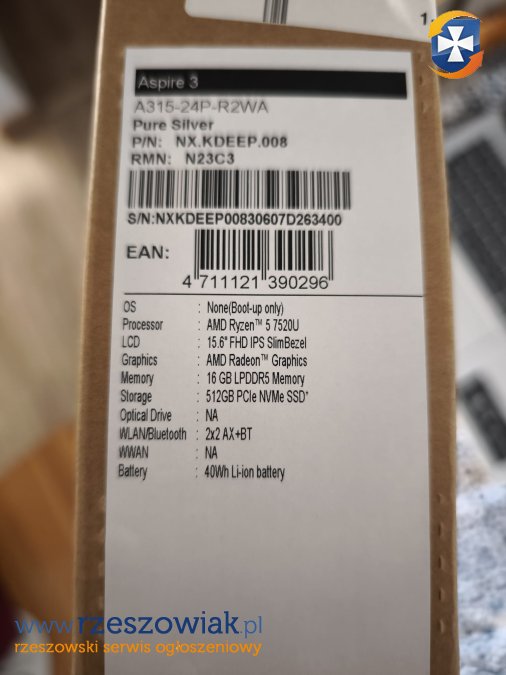 1.
Aspire 3
A315-24P-R2WA
Pure Silver
P/N: NX.KDEEP.008
RMN: N23C3
S/N:NXKDEEP00830607D263400
EAN:
4 711121 390296
OS : None(Boot-up only)
Processor : AMD Ryzen™ 5 7520U
LCD : 15.6" FHD IPS SlimBezel
Graphics : AMD Radeon™ Graphics
Memory : 16 GB LPDDR5 Memory
Storage : 512GB PCIe NVMe SSD*
Optical Drive : NA
WLAN/Bluetooth : 2x2 AX+BT
WWAN : NA
Battery : 40Wh Li-ion battery
www.rzeszowiak.pl
rzeszowski serwis ogłoszeniowy